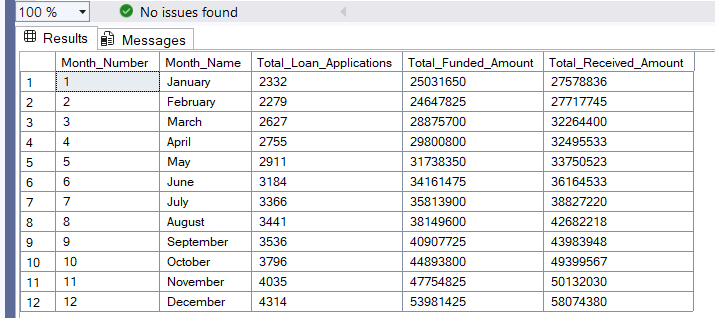 100 % No issues found
Results Messages
Month_Number Month_Name Total_Loan_Applications Total_Funded_Amount Total_Received_Amount
1 1 January 2332 25031650 27578836
2 2 February 2279 24647825 27717745
3 3 March 2627 28875700 32264400
4 4 April 2755 29800800 32495533
5 5 May 2911 31738350 33750523
6 6 June 3184 34161475 36164533
7 7 July 3366 35813900 38827220
8 8 August 3441 38149600 42682218
9 9 September 3536 40907725 43983948
10 10 October 3796 44893800 49399567
11 11 November 4035 47754825 50132030
12 12 December 4314 53981425 58074380